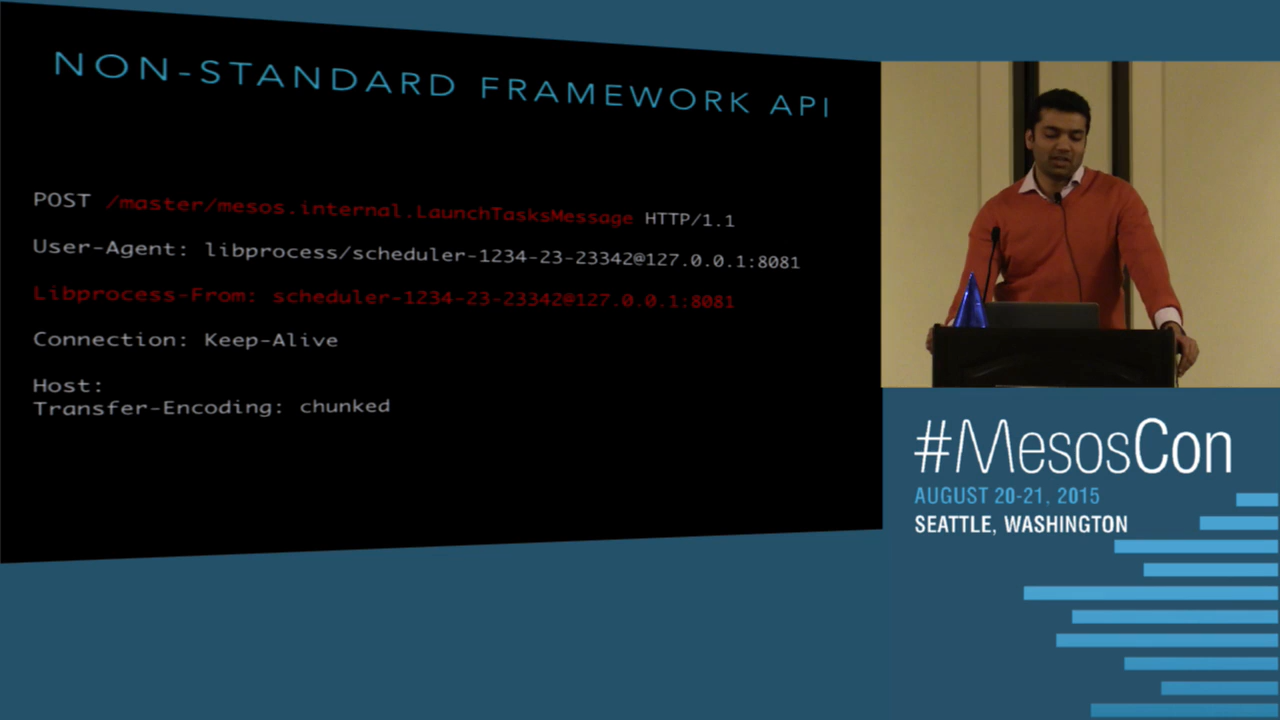 NON-STANDARD FRAMEWORK API
POST /master/mesos.internal.LaunchTasksMessage HTTP/1.1
User-Agent: libprocess/scheduler-1234-23-23342@127.0.0.1:8081
Libprocess-From: scheduler-1234-23-23342@127.0.0.1:8081
Connection: Keep-Alive
Host:
Transfer-Encoding: chunked
#MesosCon
AUGUST 20-21, 2015
SEATTLE, WASHINGTON